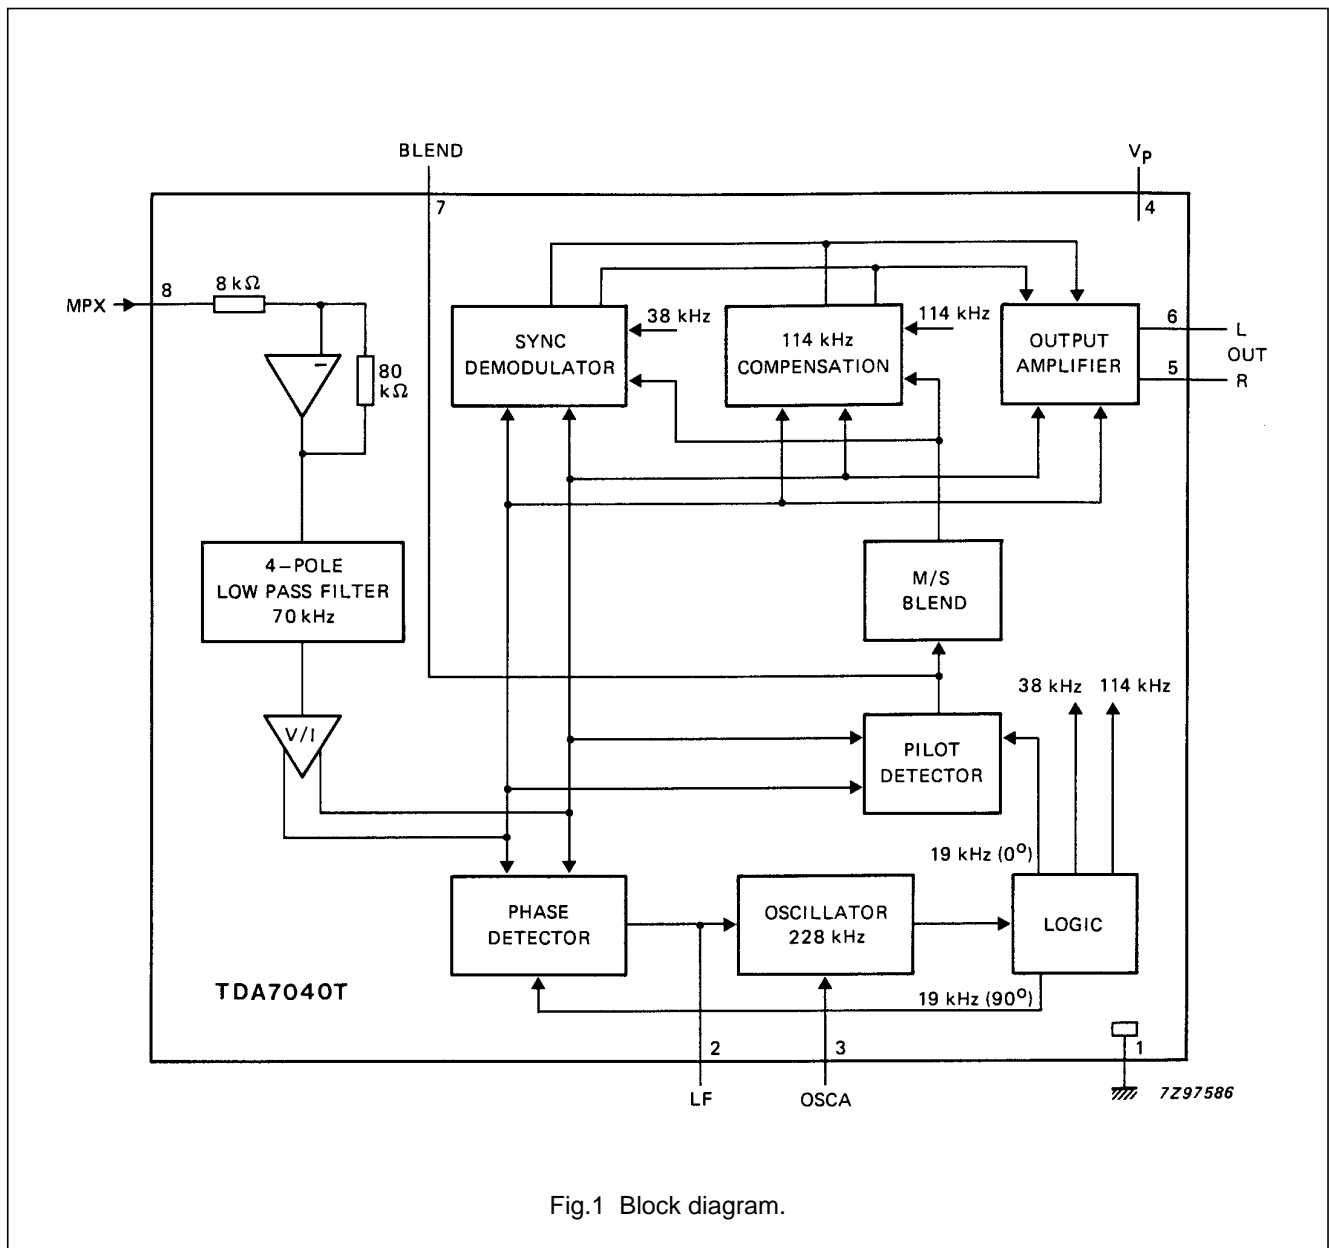 BLEND
VP
7
4
8 kΩ
MPX
8
38 kHz
114 kHz
SYNC
DEMODULATOR
114 kHz
COMPENSATION
OUTPUT
AMPLIFIER
6
L
OUT
5
R
80
kΩ
4–POLE
LOW PASS FILTER
70 kHz
M/S
BLEND
38 kHz
114 kHz
V/I
PILOT
DETECTOR
19 kHz (0°)
PHASE
DETECTOR
OSCILLATOR
228 kHz
LOGIC
TDA7040T
19 kHz (90°)
2
3
1
LF
OSCA
7Z97586
Fig.1 Block diagram.